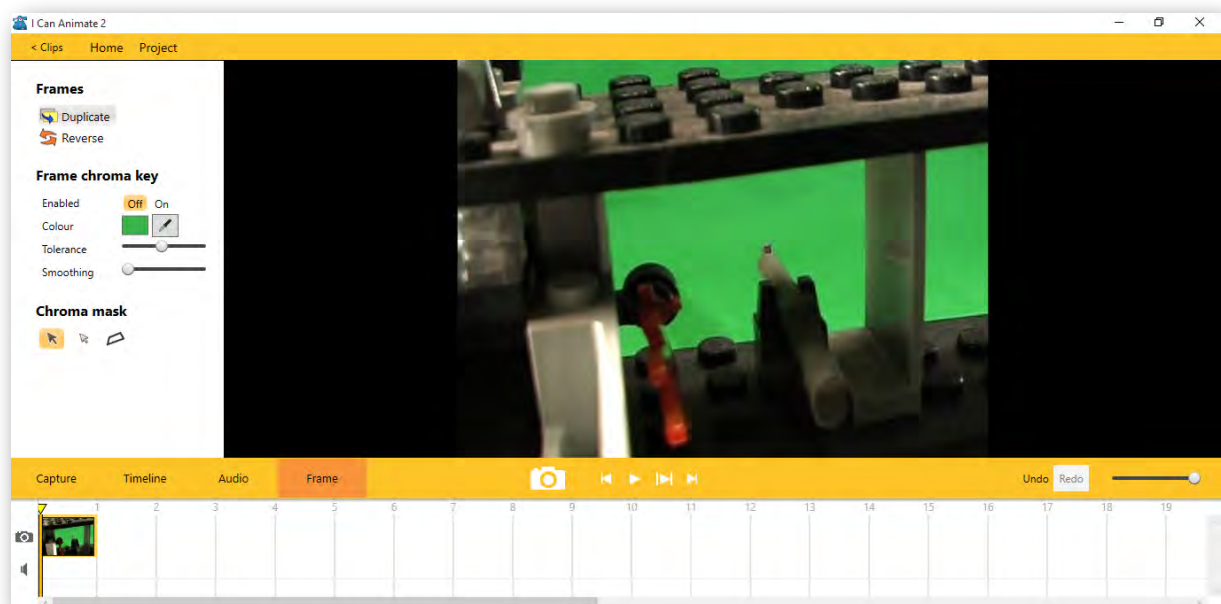 I Can Animate 2
< Clips Home Project
Frames
Duplicate
Reverse
Frame chroma key
Enabled Off On
Colour
Tolerance
Smoothing
Chroma mask
Capture Timeline Audio Frame Undo Redo
1 2 3 4 5 6 7 8 9 10 11 12 13 14 15 16 17 18 19